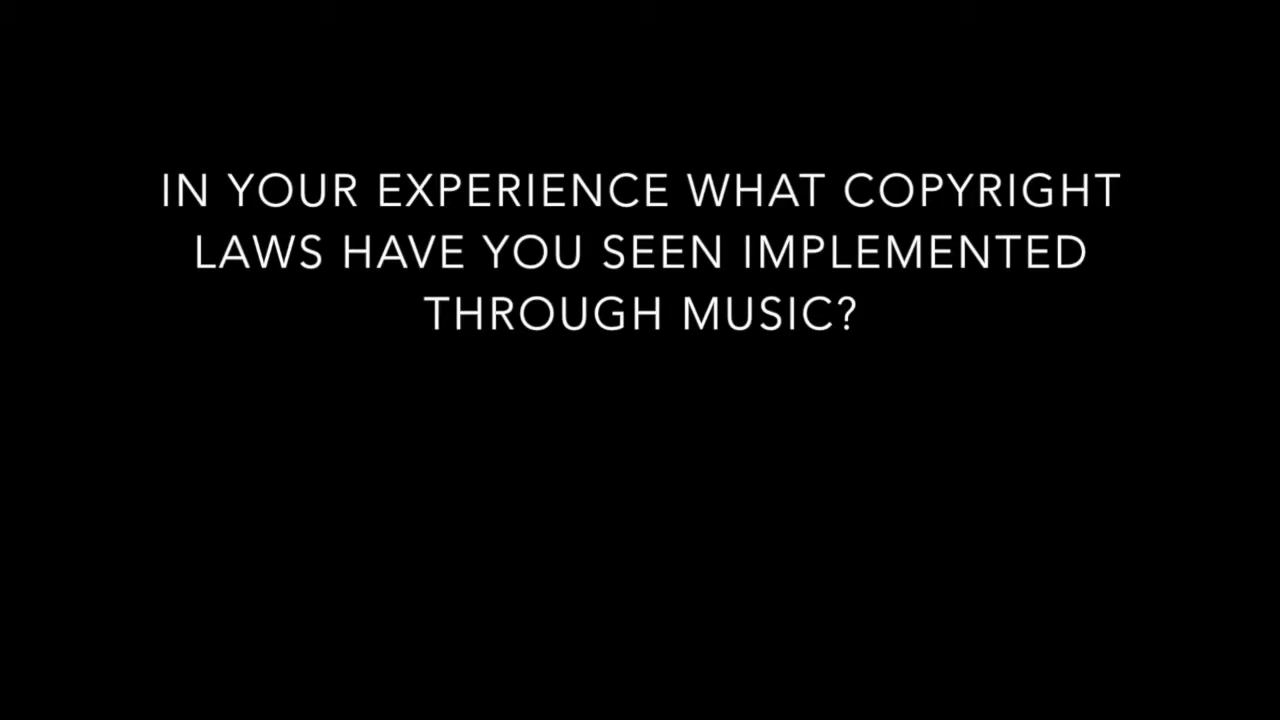 IN YOUR EXPERIENCE WHAT COPYRIGHT
LAWS HAVE YOU SEEN IMPLEMENTED
THROUGH MUSIC?